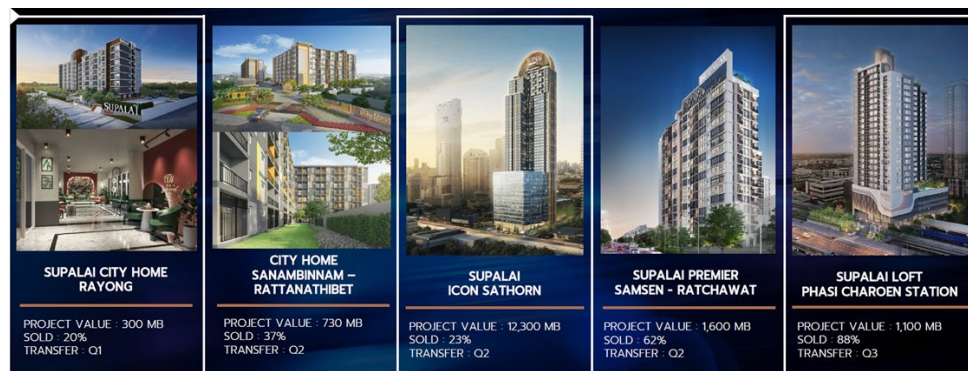 SUPALAI
SUPALAI CITY HOME
RAYONG
PROJECT VALUE : 300 MB
SOLD : 20%
TRANSFER : Q1
CITY HOME
SANAMBINNAM –
RATTANATHIBET
PROJECT VALUE : 730 MB
SOLD : 37%
TRANSFER : Q2
SUPALAI
ICON SATHORN
PROJECT VALUE : 12,300 MB
SOLD : 23%
TRANSFER : Q2
SUPALAI PREMIER
SAMSEN - RATCHAWAT
PROJECT VALUE : 1,600 MB
SOLD : 62%
TRANSFER : Q2
SUPALAI LOFT
PHASI CHAROEN STATION
PROJECT VALUE : 1,100 MB
SOLD : 88%
TRANSFER : Q3